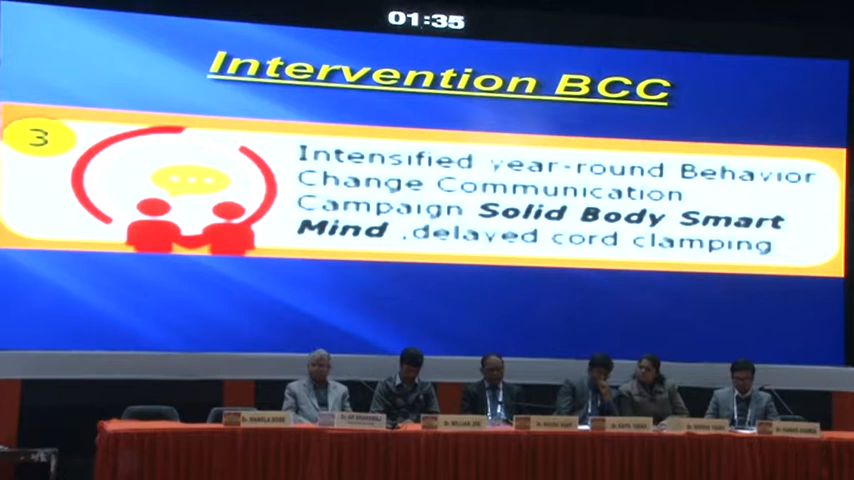 01:35
Intervention BCC
3
Intensified year-round Behavior
Change Communication
Campaign Solid Body Smart
Mind ,delayed cord clamping